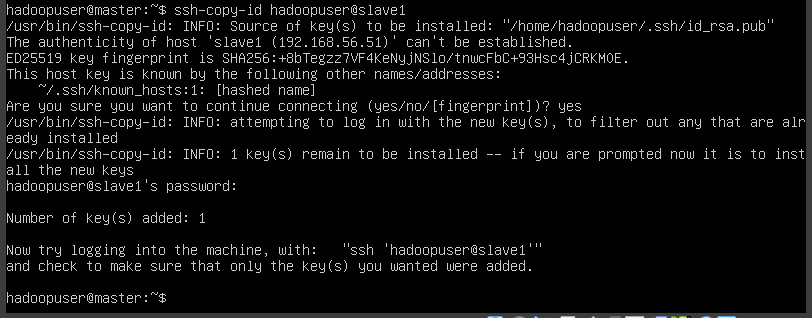 hadoopuser@master:~$ ssh-copy-id hadoopuser@slave1
/usr/bin/ssh-copy-id: INFO: Source of key(s) to be installed: "/home/hadoopuser/.ssh/id_rsa.pub"
The authenticity of host 'slave1 (192.168.56.51)' can't be established.
ED25519 key fingerprint is SHA256:+8bTegzz7VF4KeNyjNSlo/tnwcFbC+93Hsc4jCRKMOE.
This host key is known by the following other names/addresses:
    ~/.ssh/known_hosts:1: [hashed name]
Are you sure you want to continue connecting (yes/no/[fingerprint])? yes
/usr/bin/ssh-copy-id: INFO: attempting to log in with the new key(s), to filter out any that are alr
eady installed
/usr/bin/ssh-copy-id: INFO: 1 key(s) remain to be installed -- if you are prompted now it is to inst
all the new keys
hadoopuser@slave1's password:
Number of key(s) added: 1
Now try logging into the machine, with:   "ssh 'hadoopuser@slave1'"
and check to make sure that only the key(s) you wanted were added.
hadoopuser@master:~$